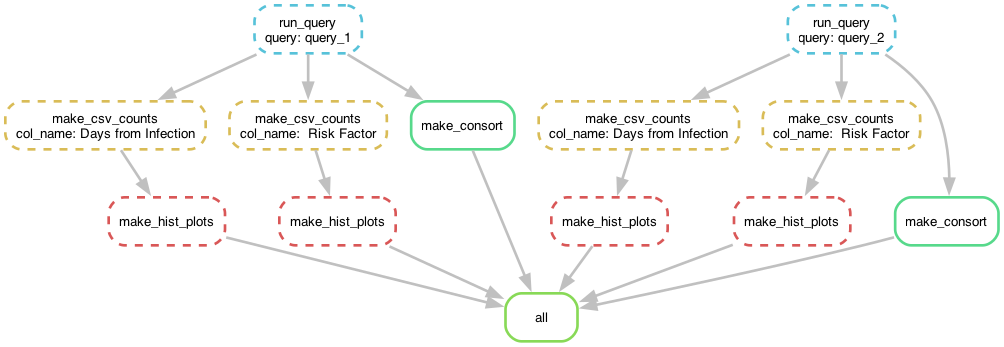 run_query
query: query_1
run_query
query: query_2
make_csv_counts
col_name: Days from Infection
make_csv_counts
col_name:  Risk Factor
make_consort
make_csv_counts
col_name: Days from Infection
make_csv_counts
col_name:  Risk Factor
make_hist_plots
make_hist_plots
make_hist_plots
make_hist_plots
make_consort
all